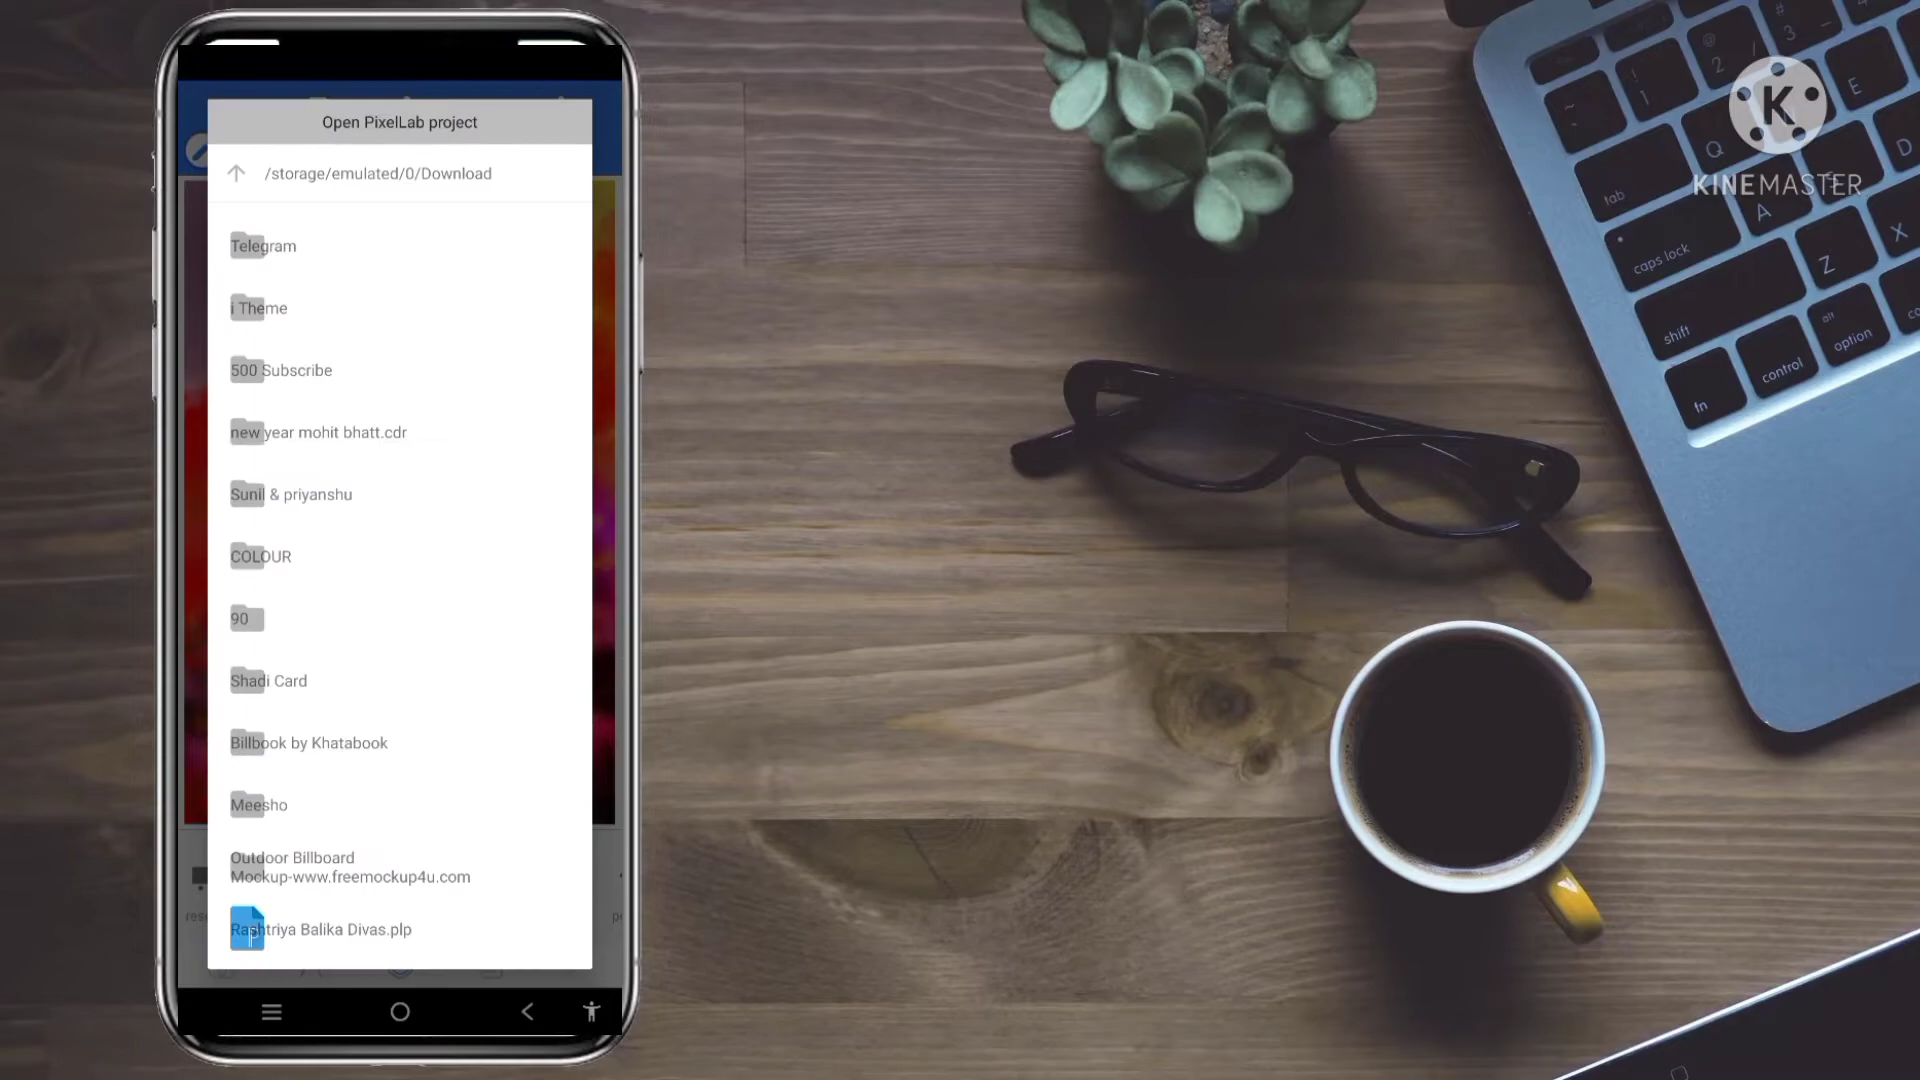 Open PixelLab project
/storage/emulated/0/Download
Telegram
i Theme
500 Subscribe
new year mohit bhatt.cdr
Sunil & priyanshu
COLOUR
90
Shadi Card
Billbook by Khatabook
Meesho
Outdoor Billboard
Mockup-www.freemockup4u.com
Rashtriya Balika Divas.plp
K
KINEMASTER
tab
caps lock
shift
fn
control
alt
option
~
!
1
@
2
#
3
Q
E
A
D
Z
X